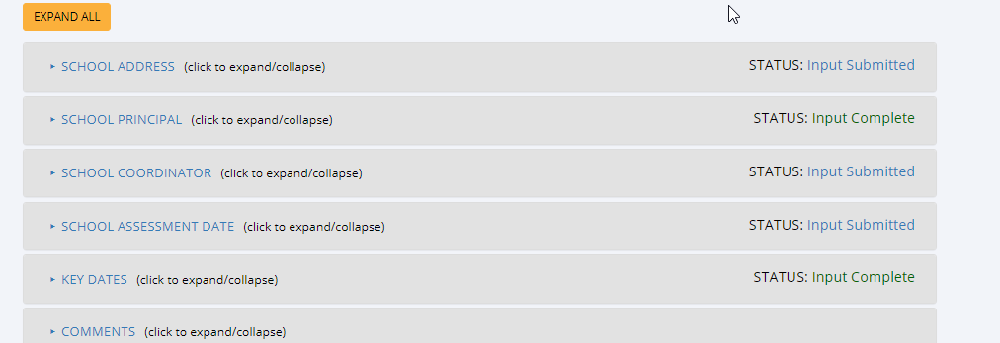 EXPAND ALL
‣ SCHOOL ADDRESS (click to expand/collapse) STATUS: Input Submitted
‣ SCHOOL PRINCIPAL (click to expand/collapse) STATUS: Input Complete
‣ SCHOOL COORDINATOR (click to expand/collapse) STATUS: Input Submitted
‣ SCHOOL ASSESSMENT DATE (click to expand/collapse) STATUS: Input Submitted
‣ KEY DATES (click to expand/collapse) STATUS: Input Complete
‣ COMMENTS (click to expand/collapse)